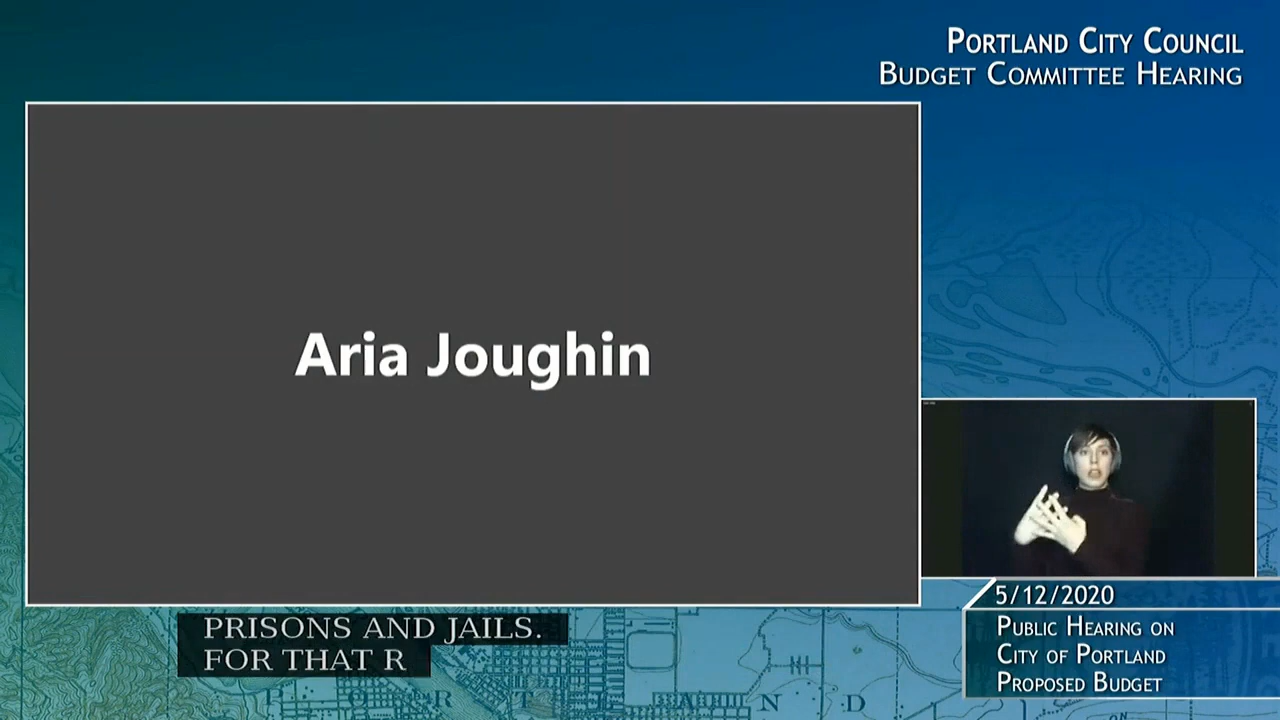 PORTLAND CITY COUNCIL
BUDGET COMMITTEE HEARING
Aria Joughin
5/12/2020
PUBLIC HEARING ON
CITY OF PORTLAND
PROPOSED BUDGET
PRISONS AND JAILS.
FOR THAT R
P O R T L A N D